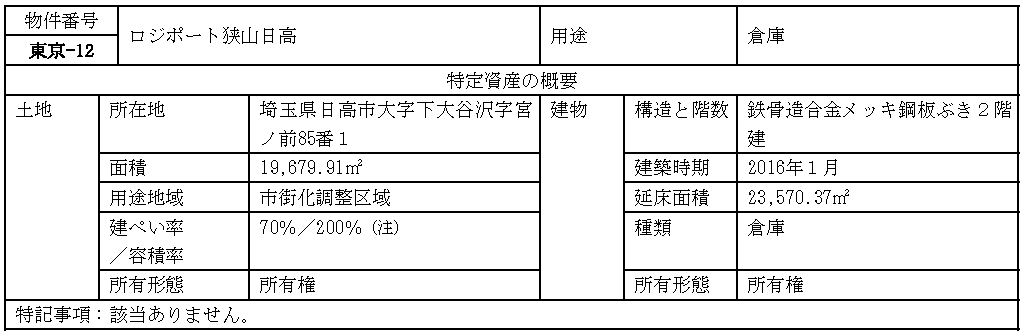 物件番号
東京-12
ロジポート狭山日高
用途
倉庫
特定資産の概要
土地
所在地
埼玉県日高市大字下大谷沢字宮
ノ前85番1
面積
19,679.91㎡
用途地域
市街化調整区域
建ぺい率
／容積率
70％／200％（注）
所有形態
所有権
建物
構造と階数
鉄骨造合金メッキ鋼板ぶき２階
建
建築時期
2016年１月
延床面積
23,570.37㎡
種類
倉庫
所有形態
所有権
特記事項：該当ありません。